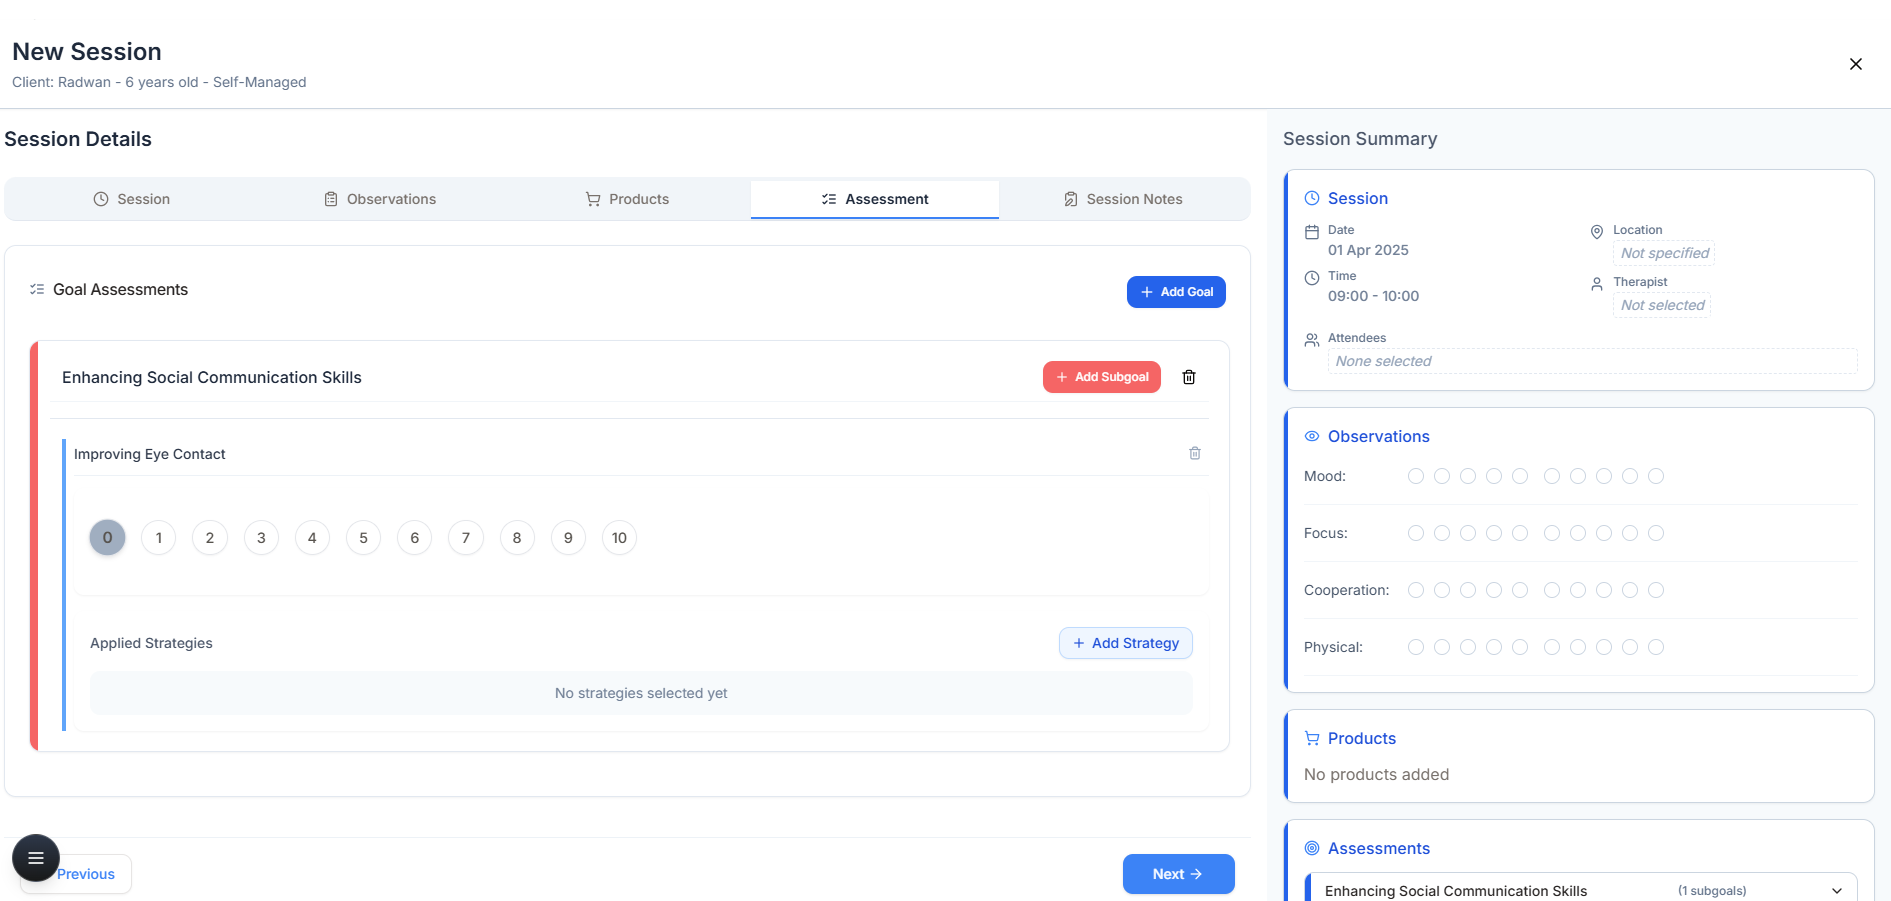 New Session
Client: Radwan - 6 years old - Self-Managed
Session Details
Session
Observations
Products
Assessment
Session Notes
Goal Assessments
Add Goal
Enhancing Social Communication Skills
Add Subgoal
Improving Eye Contact
0 1 2 3 4 5 6 7 8 9 10
Applied Strategies
Add Strategy
No strategies selected yet
Previous
Next
Session Summary
Session
Date
01 Apr 2025
Location
Not specified
Time
09:00 - 10:00
Therapist
Not selected
Attendees
None selected
Observations
Mood:
Focus:
Cooperation:
Physical:
Products
No products added
Assessments
Enhancing Social Communication Skills (1 subgoals)